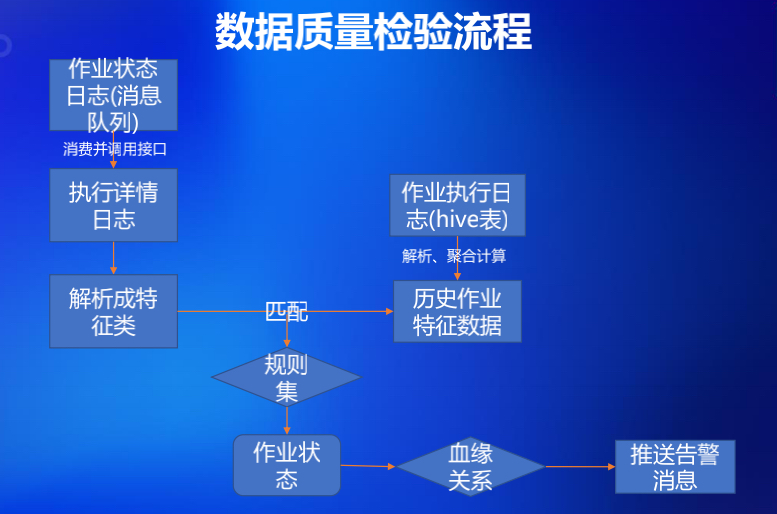 数据质量检验流程
作业状态
日志(消息
队列)
消费并调用接口
执行详情
日志
作业执行日
志(hive表)
解析、聚合计算
解析成特
征类
匹配
历史作业
特征数据
规则
集
作业状
态
血缘
关系
推送告警
消息